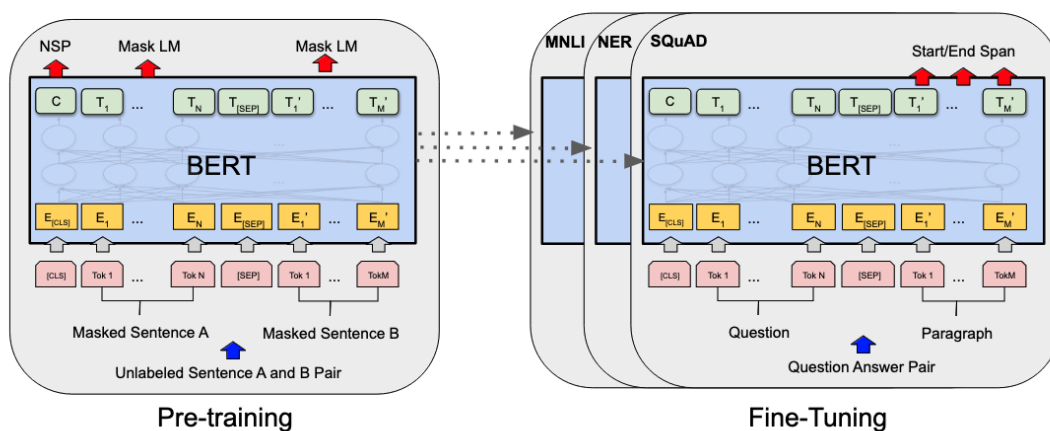 NSP Mask LM Mask LM
C T1 ... TN T[SEP] T1' ... TM'
BERT
E[CLS] E1 ... EN E[SEP] E1' ... EM'
[CLS] Tok 1 ... Tok N [SEP] Tok 1 ... TokM
Masked Sentence A Masked Sentence B
Unlabeled Sentence A and B Pair
Pre-training
MNLI NER SQuAD
Start/End Span
C T1 ... TN T[SEP] T1' ... TM'
BERT
E[CLS] E1 ... EN E[SEP] E1' ... EM'
[CLS] Tok 1 ... Tok N [SEP] Tok 1 ... TokM
Question Paragraph
Question Answer Pair
Fine-Tuning